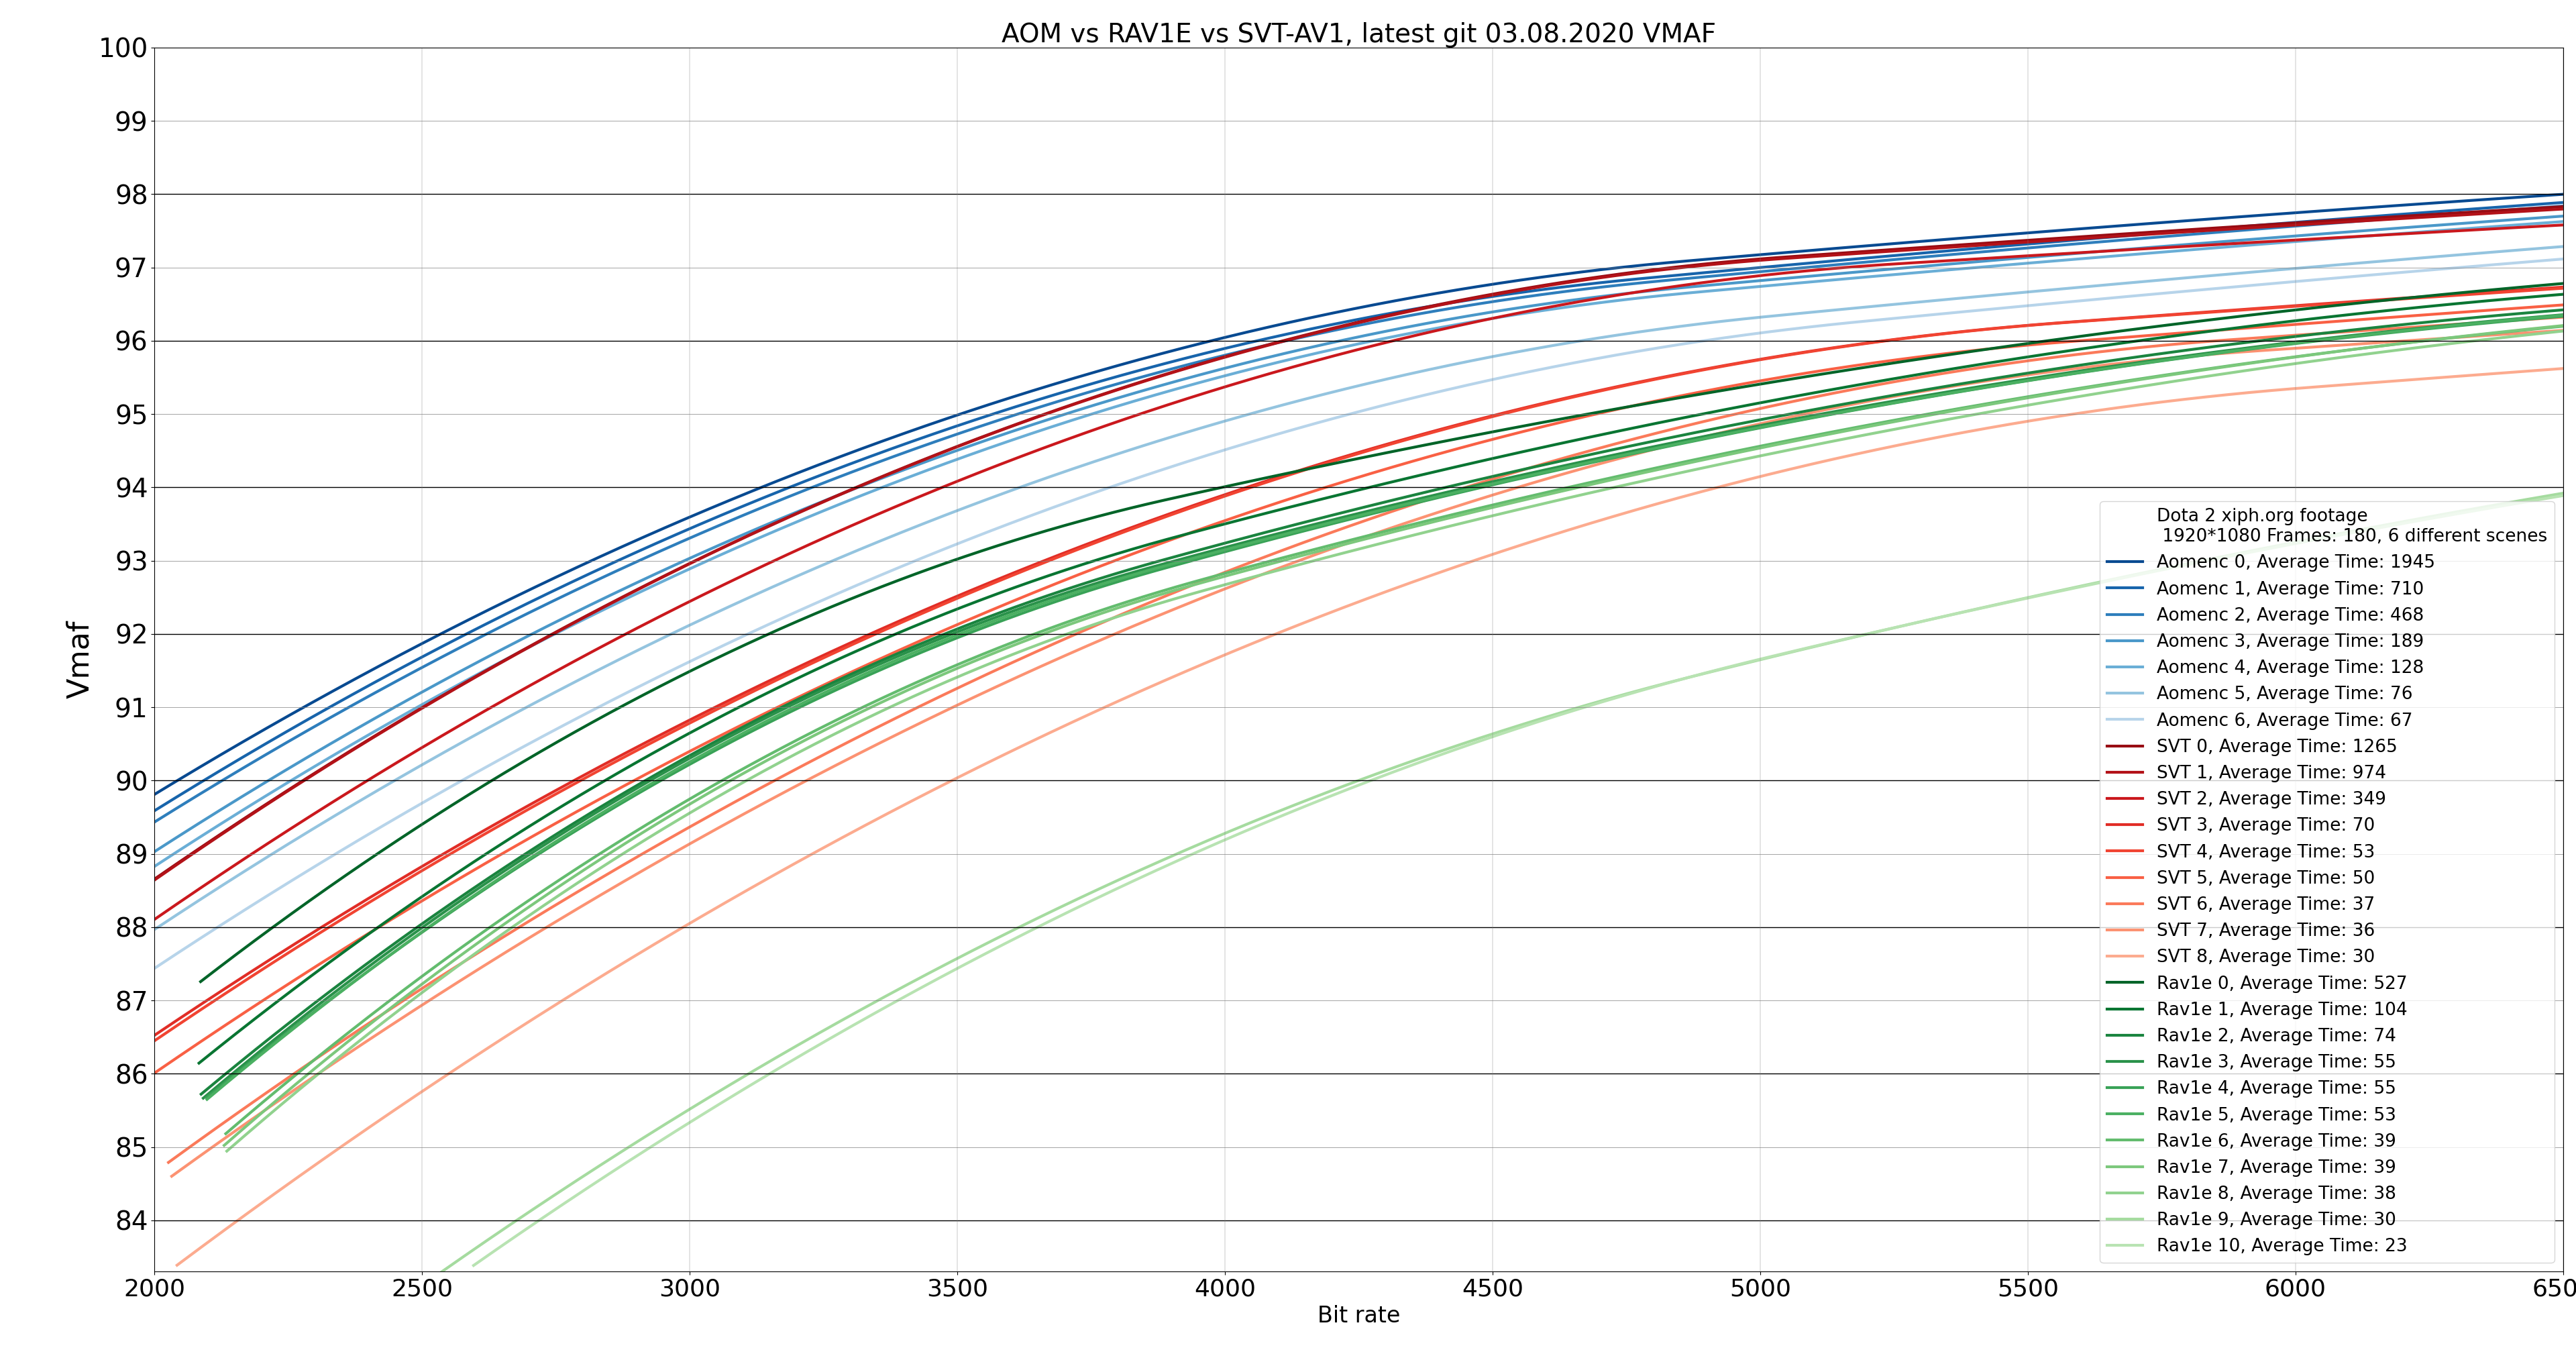 AOM vs RAV1E vs SVT-AV1, latest git 03.08.2020 VMAF
100
99
98
97
96
95
94
93
92
91
90
89
88
87
86
85
84
Vmaf
Dota 2 xiph.org footage
1920*1080 Frames: 180, 6 different scenes
Aomenc 0, Average Time: 1945
Aomenc 1, Average Time: 710
Aomenc 2, Average Time: 468
Aomenc 3, Average Time: 189
Aomenc 4, Average Time: 128
Aomenc 5, Average Time: 76
Aomenc 6, Average Time: 67
SVT 0, Average Time: 1265
SVT 1, Average Time: 974
SVT 2, Average Time: 349
SVT 3, Average Time: 70
SVT 4, Average Time: 53
SVT 5, Average Time: 50
SVT 6, Average Time: 37
SVT 7, Average Time: 36
SVT 8, Average Time: 30
Rav1e 0, Average Time: 527
Rav1e 1, Average Time: 104
Rav1e 2, Average Time: 74
Rav1e 3, Average Time: 55
Rav1e 4, Average Time: 55
Rav1e 5, Average Time: 53
Rav1e 6, Average Time: 39
Rav1e 7, Average Time: 39
Rav1e 8, Average Time: 38
Rav1e 9, Average Time: 30
Rav1e 10, Average Time: 23
2000 2500 3000 3500 4000 4500 5000 5500 6000 650
Bit rate